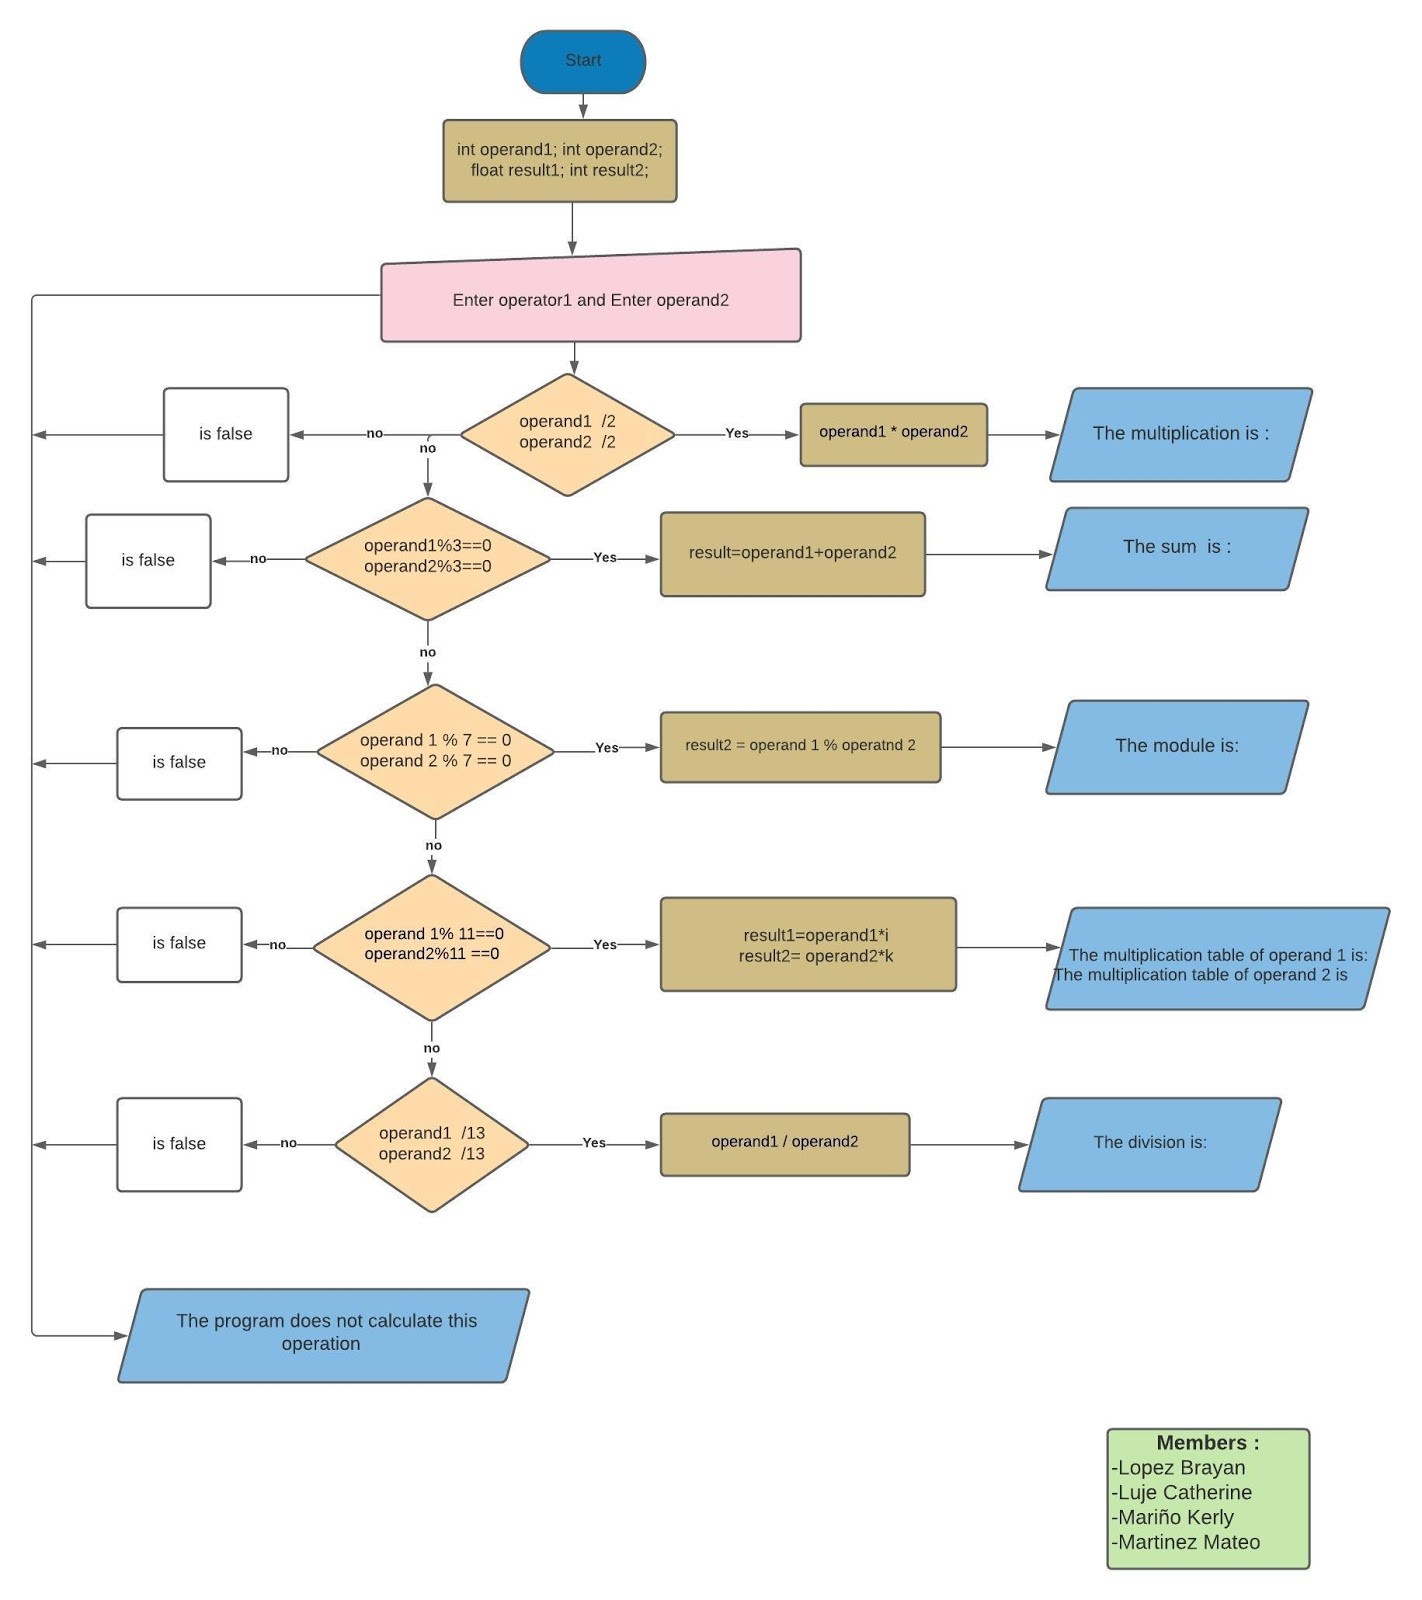 Start
int operand1; int operand2;
float result1; int result2;
Enter operator1 and Enter operand2
operand1  /2
operand2  /2
no
no
Yes
is false
operand1 * operand2
The multiplication is :
operand1%3==0
operand2%3==0
no
Yes
is false
result=operand1+operand2
The sum  is :
no
operand 1 % 7 == 0
operand 2 % 7 == 0
no
Yes
is false
result2 = operand 1 % operatnd 2
The module is:
no
operand 1% 11==0
operand2%11 ==0
no
Yes
is false
result1=operand1*i
result2= operand2*k
The multiplication table of operand 1 is:
The multiplication table of operand 2 is
no
operand1  /13
operand2  /13
no
Yes
is false
operand1 / operand2
The division is:
The program does not calculate this
operation
Members :
-Lopez Brayan
-Luje Catherine
-Mariño Kerly
-Martinez Mateo